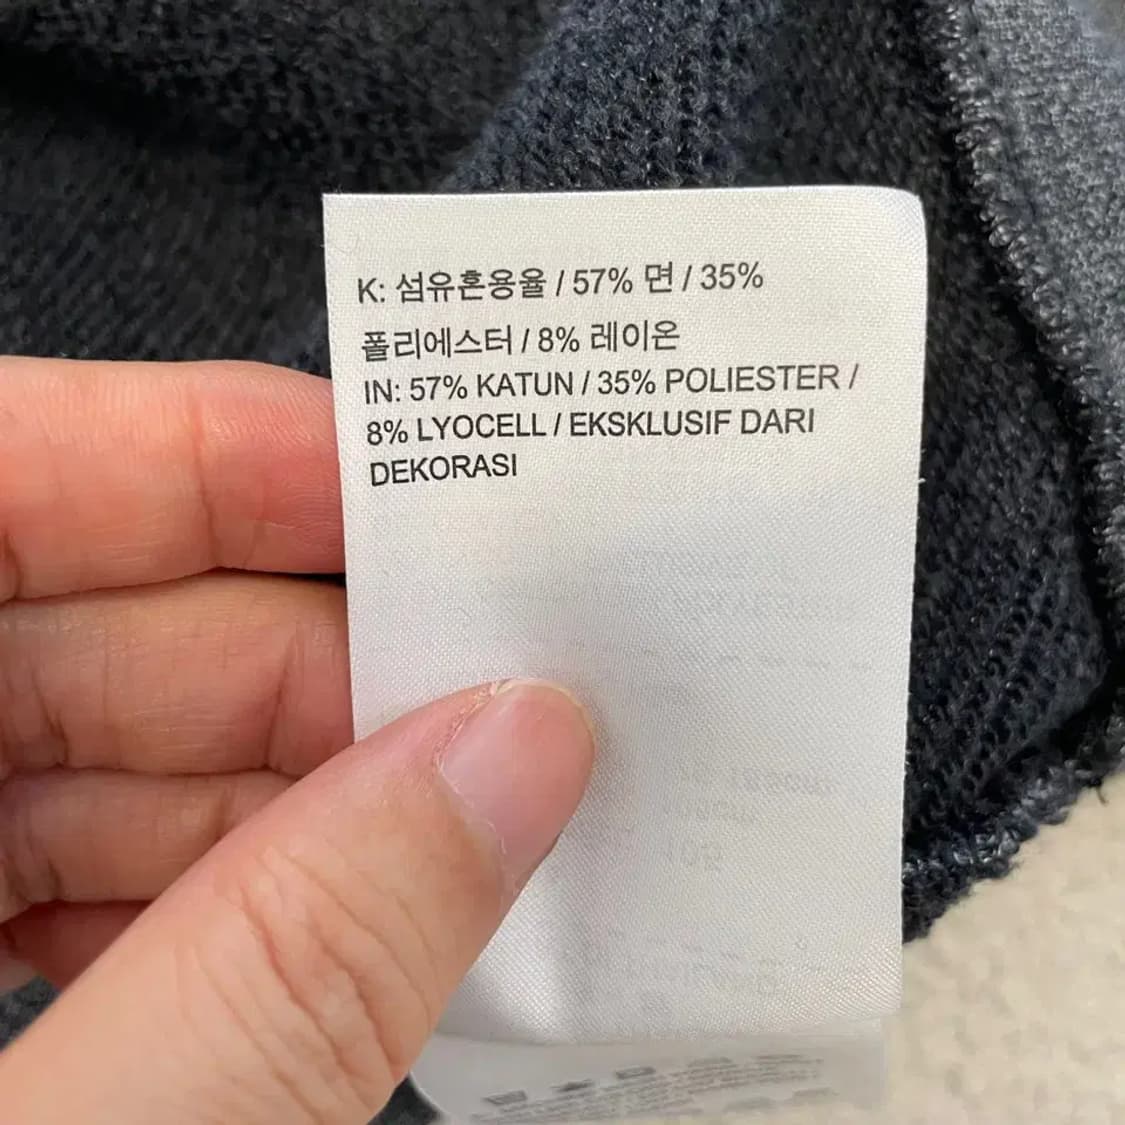 K: 섬유혼용율 / 57% 면 / 35%
폴리에스터 / 8% 레이온
IN: 57% KATUN / 35% POLIESTER /
8% LYOCELL / EKSKLUSIF DARI
DEKORASI